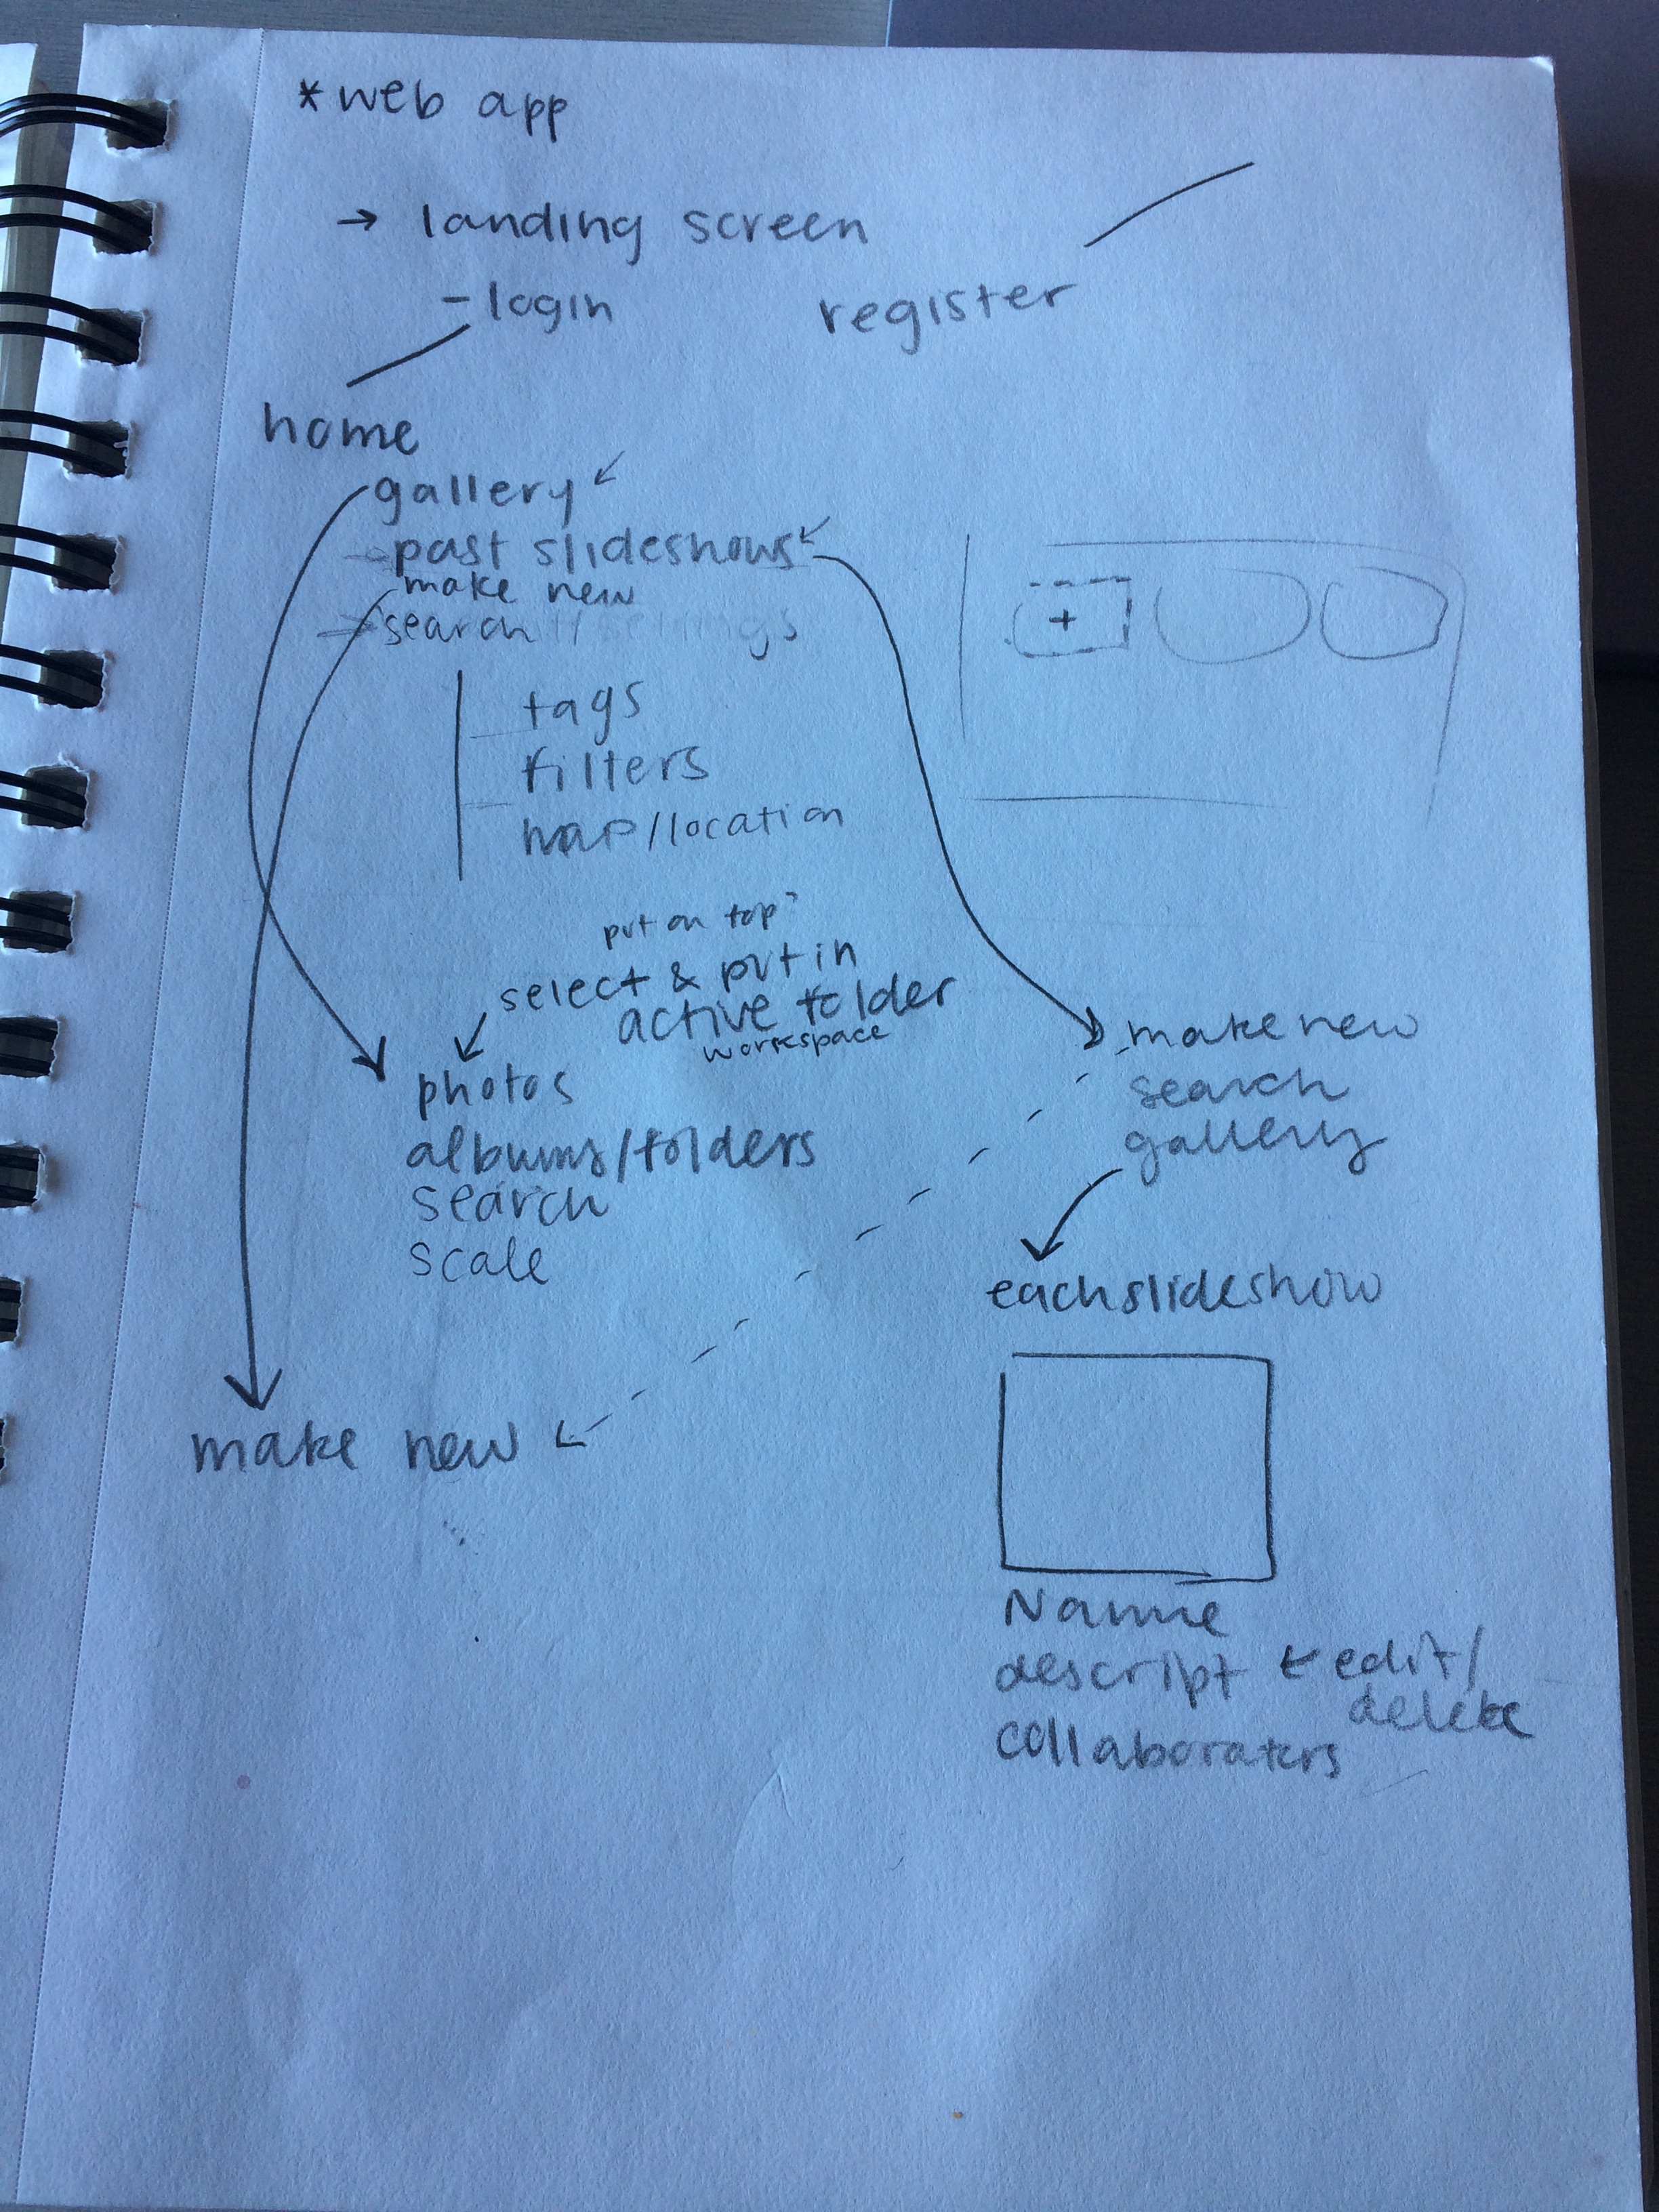 * web app
→ landing screen
- login register
home
gallery
past slideshows
make new
search / settings
tags
filters
map/location
+
put on top?
select & put in
active folder
workspace
photos
albums/folders
search
scale
make new
search
gallery
each slideshow
make new
Name
descript ← edit/
delete
collaboraters